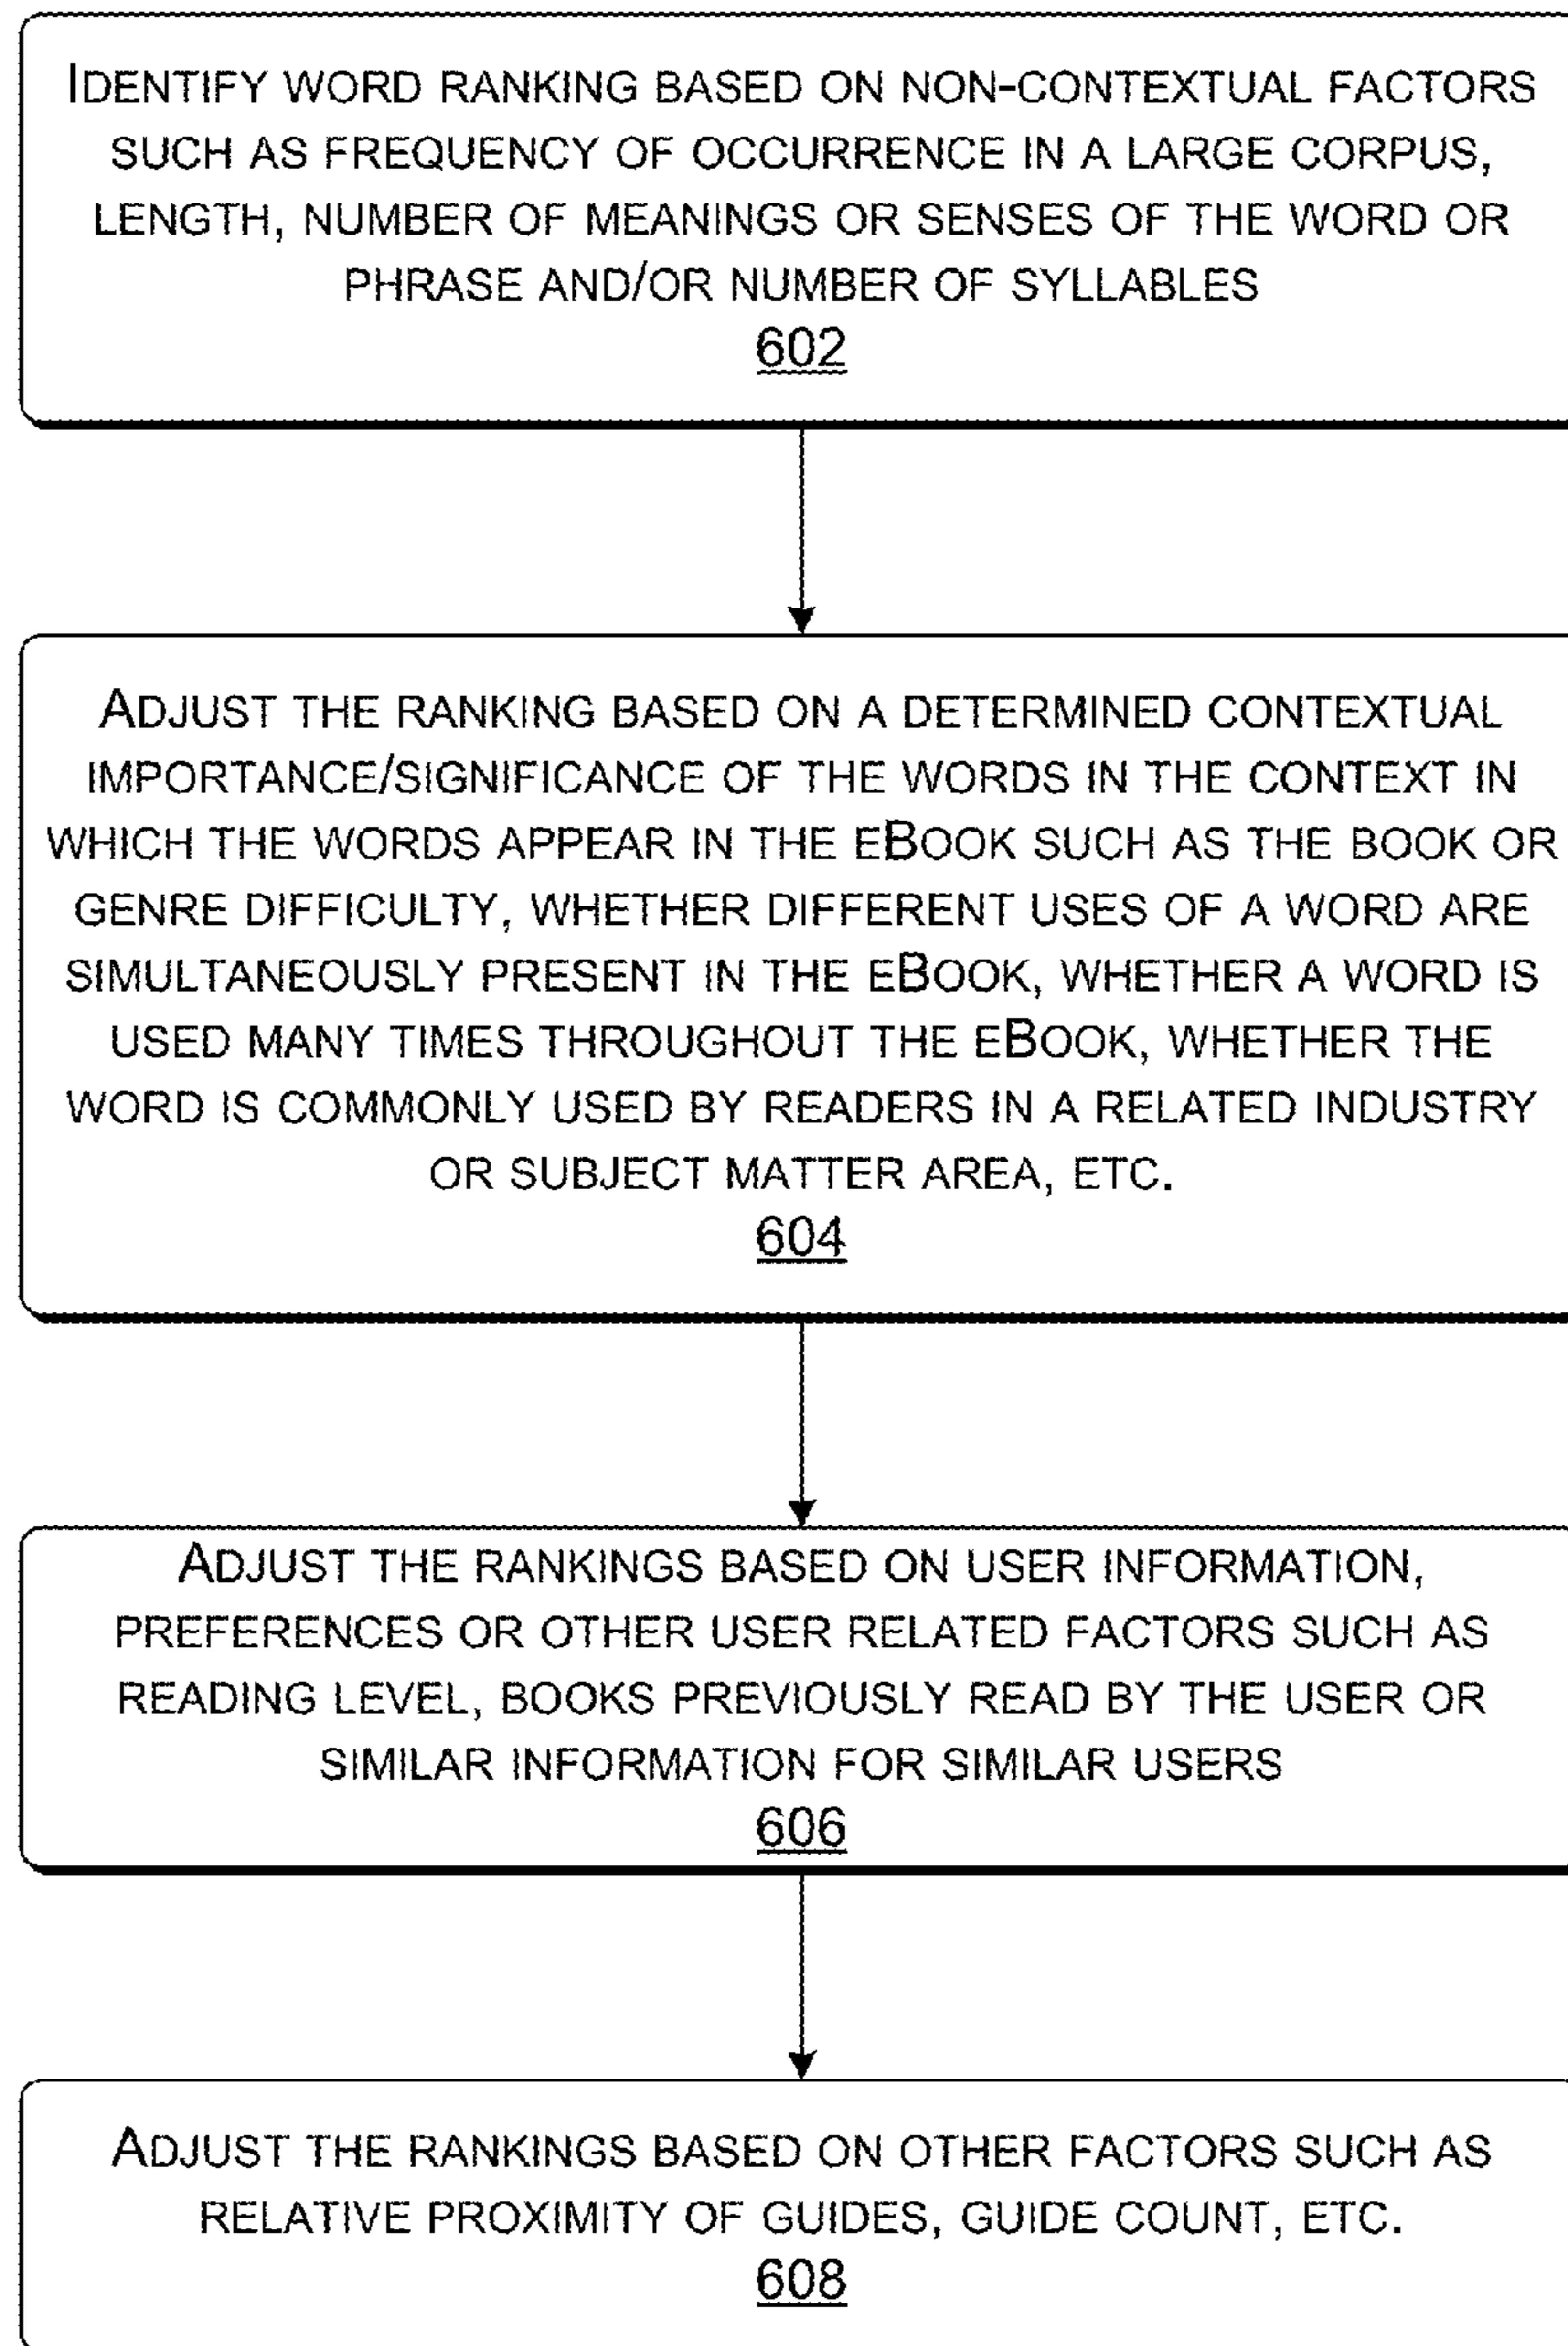 IDENTIFY WORD RANKING BASED ON NON-CONTEXTUAL FACTORS
SUCH AS FREQUENCY OF OCCURRENCE IN A LARGE CORPUS,
LENGTH, NUMBER OF MEANINGS OR SENSES OF THE WORD OR
PHRASE AND/OR NUMBER OF SYLLABLES
602
ADJUST THE RANKING BASED ON A DETERMINED CONTEXTUAL
IMPORTANCE/SIGNIFICANCE OF THE WORDS IN THE CONTEXT IN
WHICH THE WORDS APPEAR IN THE EBOOK SUCH AS THE BOOK OR
GENRE DIFFICULTY, WHETHER DIFFERENT USES OF A WORD ARE
SIMULTANEOUSLY PRESENT IN THE EBOOK, WHETHER A WORD IS
USED MANY TIMES THROUGHOUT THE EBOOK, WHETHER THE
WORD IS COMMONLY USED BY READERS IN A RELATED INDUSTRY
OR SUBJECT MATTER AREA, ETC.
604
ADJUST THE RANKINGS BASED ON USER INFORMATION,
PREFERENCES OR OTHER USER RELATED FACTORS SUCH AS
READING LEVEL, BOOKS PREVIOUSLY READ BY THE USER OR
SIMILAR INFORMATION FOR SIMILAR USERS
606
ADJUST THE RANKINGS BASED ON OTHER FACTORS SUCH AS
RELATIVE PROXIMITY OF GUIDES, GUIDE COUNT, ETC.
608